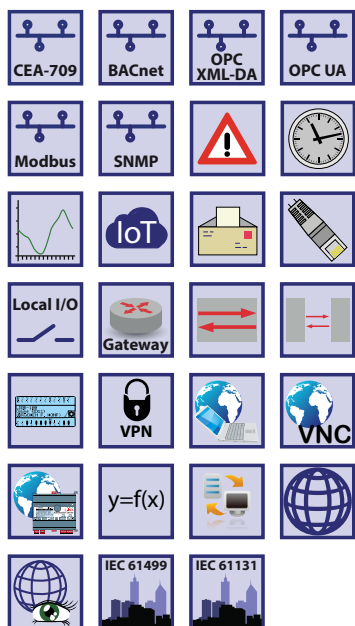 CEA-709
BACnet
OPC
XML-DA
OPC UA
Modbus
SNMP
IoT
Local I/O
Gateway
VPN
VNC
y=f(x)
IEC 61499
IEC 61131